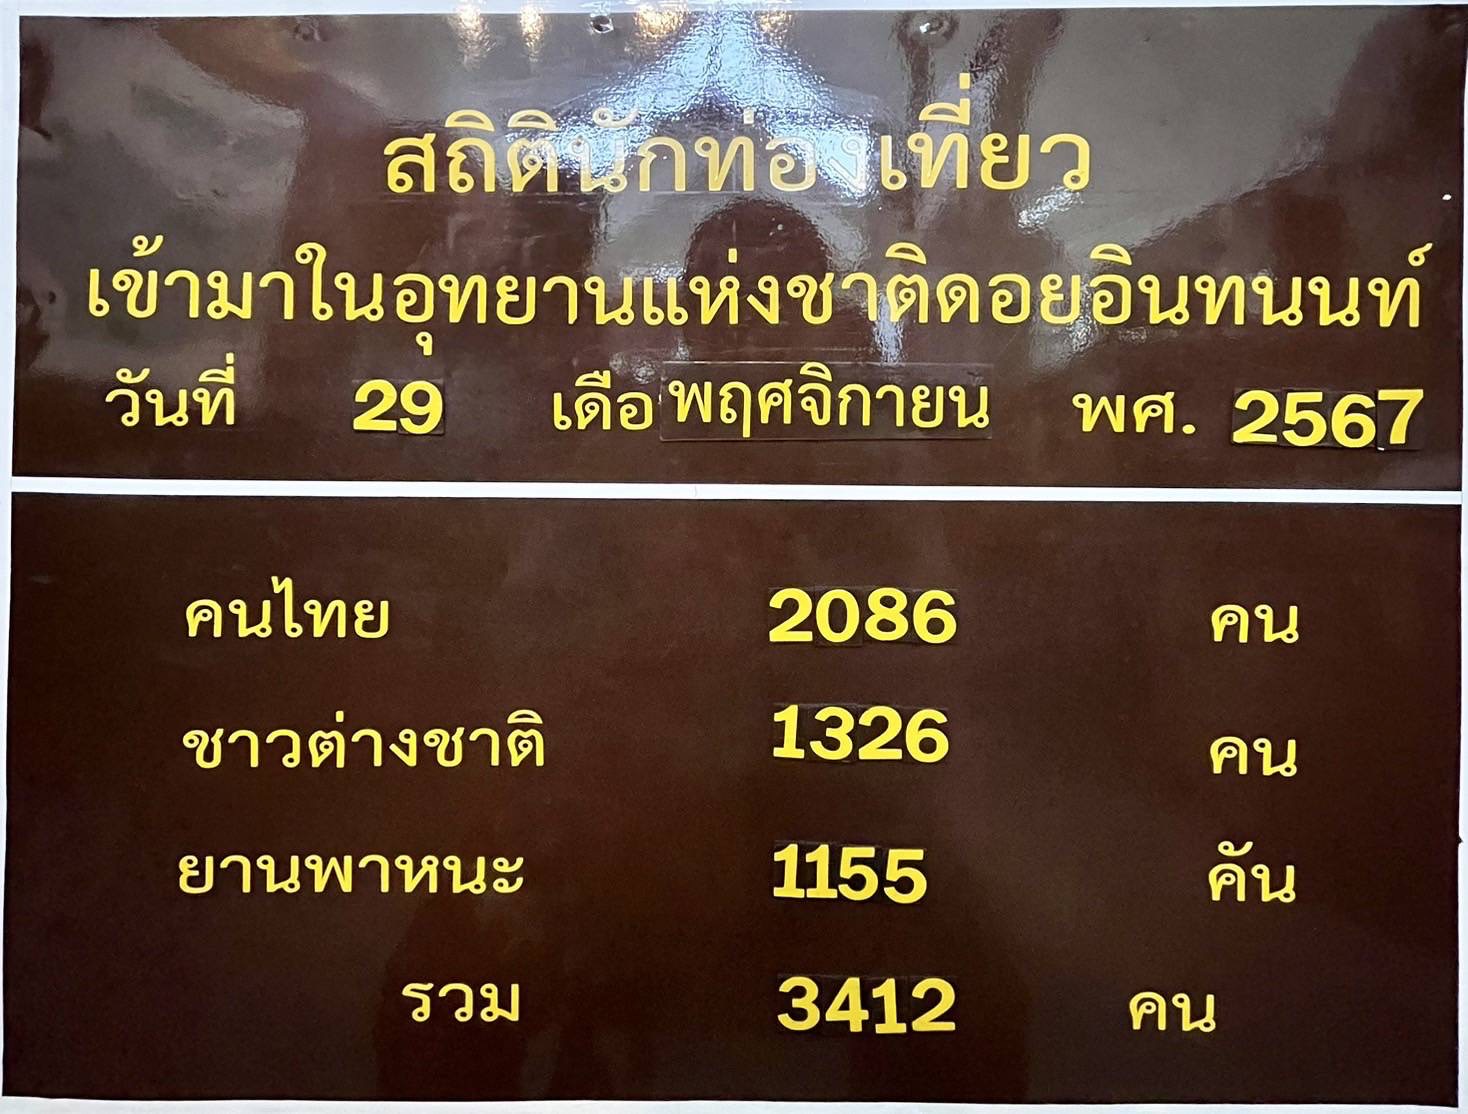 สถิตินักท่องเที่ยว
เข้ามาในอุทยานแห่งชาติดอยอินทนนท์
วันที่ 29 เดือ พฤศจิกายน พศ. 2567
คนไทย 2086 คน
ชาวต่างชาติ 1326 คน
ยานพาหนะ 1155 คัน
รวม 3412 คน